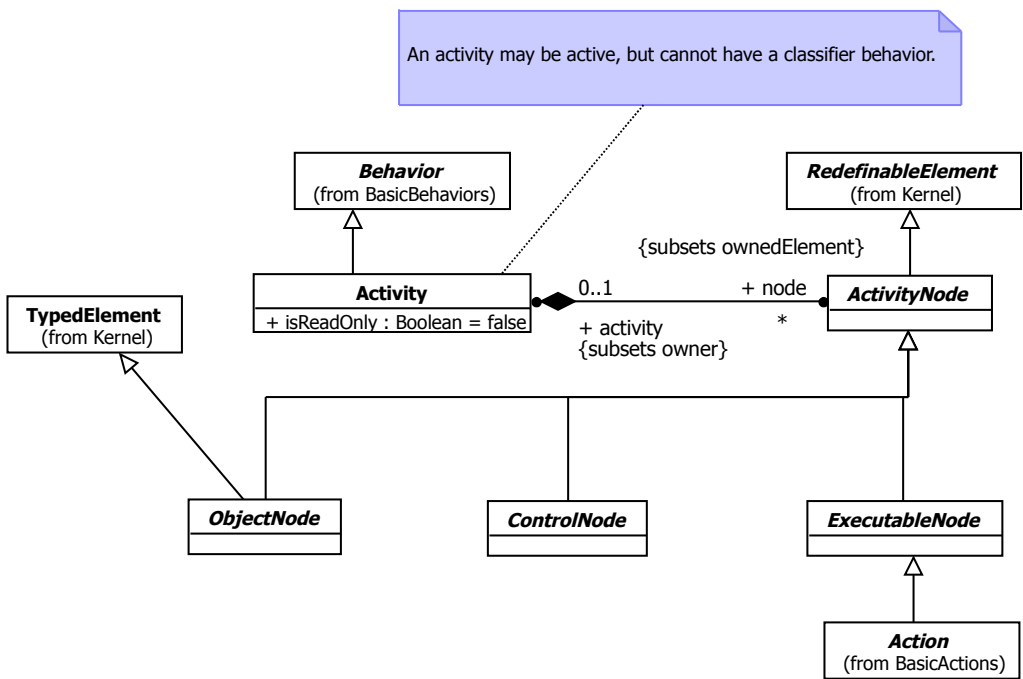 An activity may be active, but cannot have a classifier behavior.
Behavior
(from BasicBehaviors)
RedefinableElement
(from Kernel)
{subsets ownedElement}
Activity
+ isReadOnly : Boolean = false
0..1
+ node
+ activity
{subsets owner}
*
ActivityNode
TypedElement
(from Kernel)
ObjectNode
ControlNode
ExecutableNode
Action
(from BasicActions)